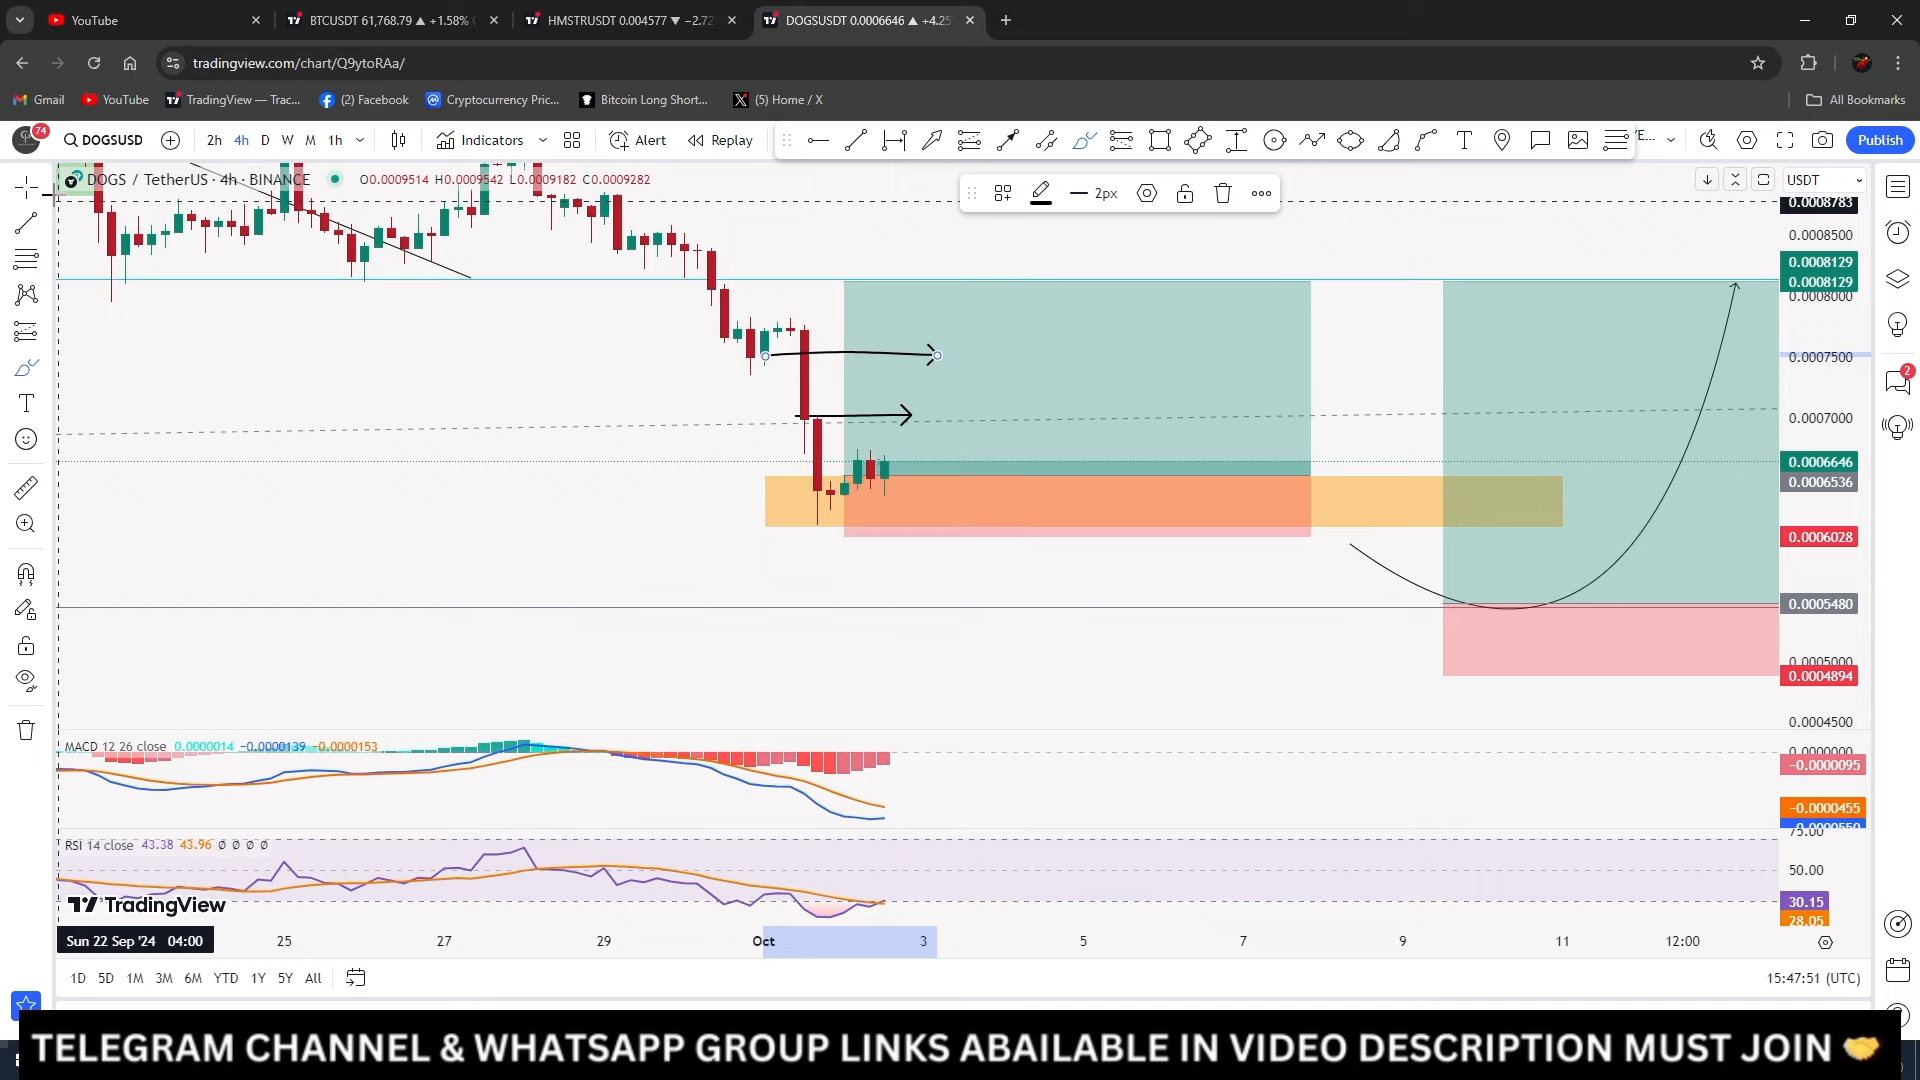 YouTube
BTCUSDT 61,768.79 ▲ +1.58%
HMSTRUSDT 0.004577 ▼ −2.72
DOGSUSDT 0.0006646 ▲ +4.25
tradingview.com/chart/Q9ytoRAa/
Gmail
YouTube
TradingView — Trac...
(2) Facebook
Cryptocurrency Pric...
Bitcoin Long Short...
(5) Home / X
All Bookmarks
74
DOGSUSD
2h
4h
D
W
M
1h
Indicators
Alert
Replay
Publish
DOGS / TetherUS · 4h · BINANCE
O0.0009514 H0.0009542 L0.0009182 C0.0009282
2px
USDT
0.0008783
0.0008500
0.0008129
0.0008129
0.0008000
0.0007500
0.0007000
0.0006646
0.0006536
0.0006028
0.0005480
0.0005000
0.0004894
0.0004500
2
MACD 12 26 close 0.0000014 −0.0000139 −0.0000153
0.0000000
−0.0000095
−0.0000455
RSI 14 close 43.38 43.96 Ø Ø Ø Ø
75.00
50.00
30.15
28.05
TradingView
Sun 22 Sep '24 04:00
25
27
29
Oct
3
5
7
9
11
12:00
1D
5D
1M
3M
6M
YTD
1Y
5Y
All
15:47:51 (UTC)
TELEGRAM CHANNEL & WHATSAPP GROUP LINKS ABAILABLE IN VIDEO DESCRIPTION MUST JOIN 🤝